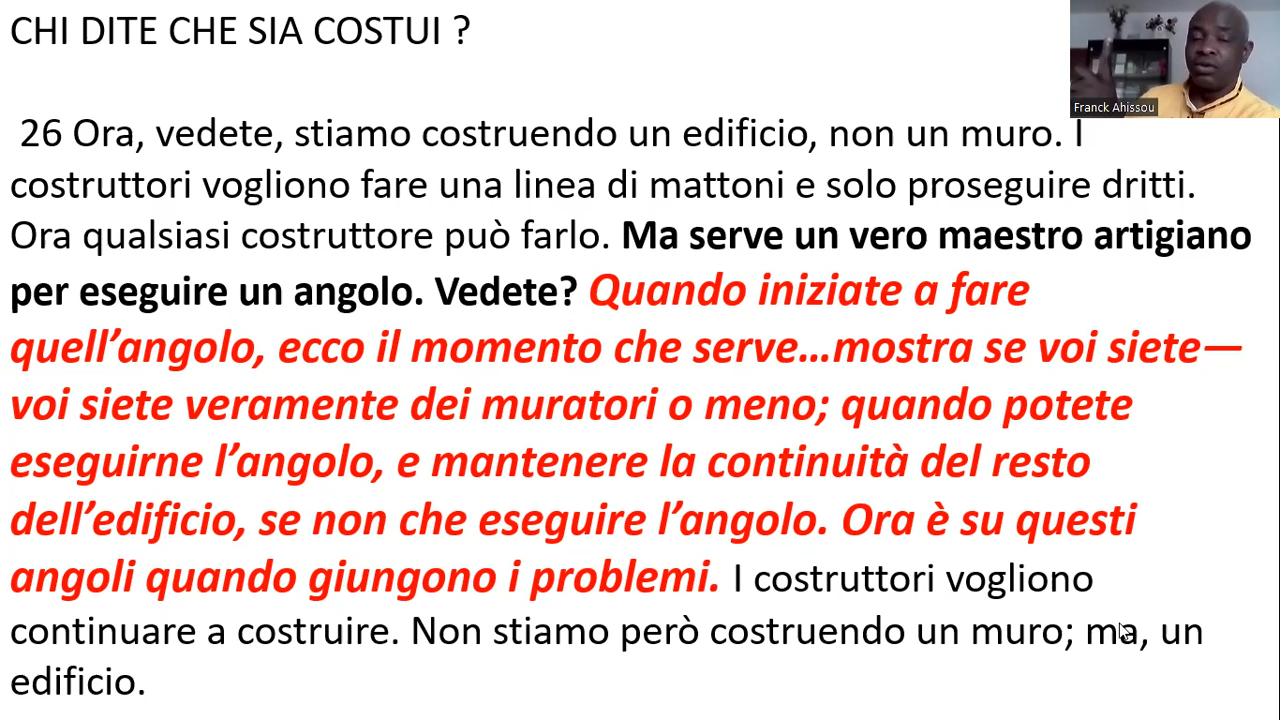 CHI DITE CHE SIA COSTUI ?
Franck Ahissou
26 Ora, vedete, stiamo costruendo un edificio, non un muro. I
costruttori vogliono fare una linea di mattoni e solo proseguire dritti.
Ora qualsiasi costruttore può farlo. Ma serve un vero maestro artigiano
per eseguire un angolo. Vedete? Quando iniziate a fare
quell’angolo, ecco il momento che serve…mostra se voi siete—
voi siete veramente dei muratori o meno; quando potete
eseguirne l’angolo, e mantenere la continuità del resto
dell’edificio, se non che eseguire l’angolo. Ora è su questi
angoli quando giungono i problemi. I costruttori vogliono
continuare a costruire. Non stiamo però costruendo un muro; ma, un
edificio.